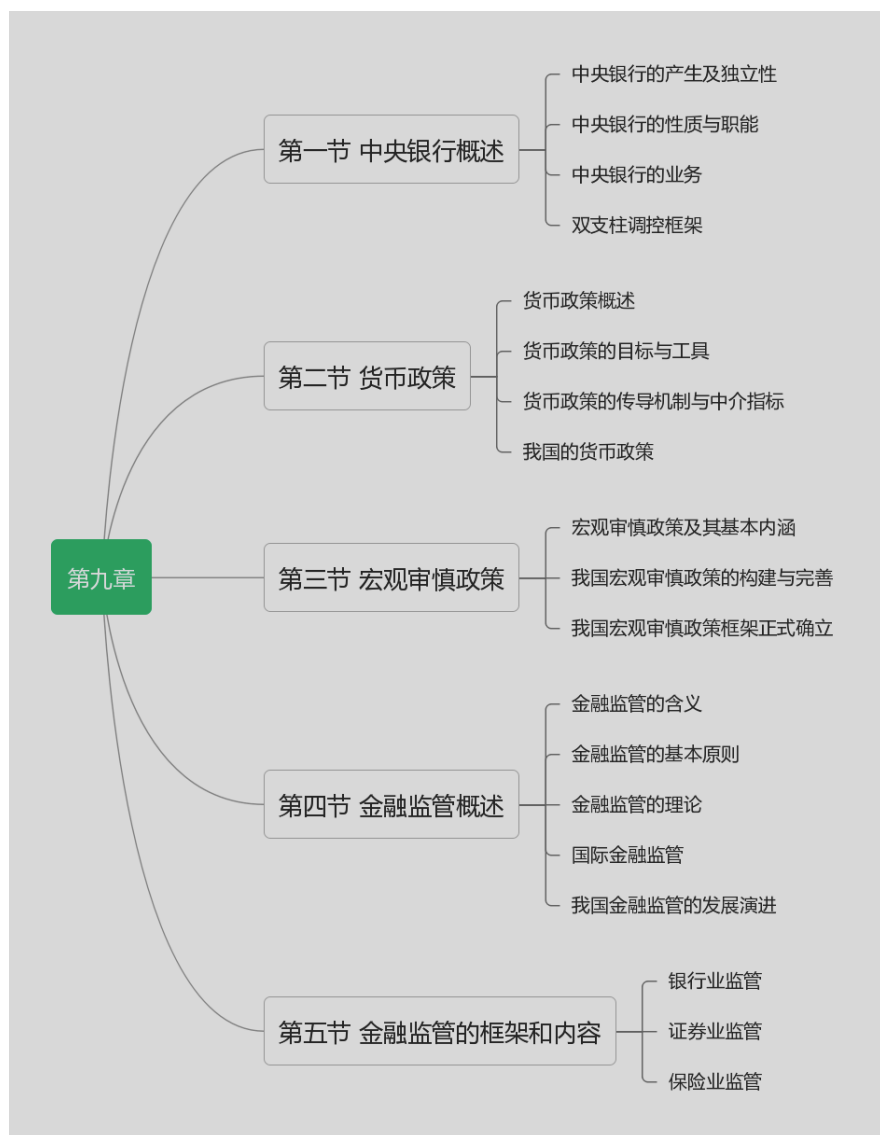 第九章
第一节 中央银行概述
中央银行的产生及独立性
中央银行的性质与职能
中央银行的业务
双支柱调控框架
第二节 货币政策
货币政策概述
货币政策的目标与工具
货币政策的传导机制与中介指标
我国的货币政策
第三节 宏观审慎政策
宏观审慎政策及其基本内涵
我国宏观审慎政策的构建与完善
我国宏观审慎政策框架正式确立
第四节 金融监管概述
金融监管的含义
金融监管的基本原则
金融监管的理论
国际金融监管
我国金融监管的发展演进
第五节 金融监管的框架和内容
银行业监管
证券业监管
保险业监管